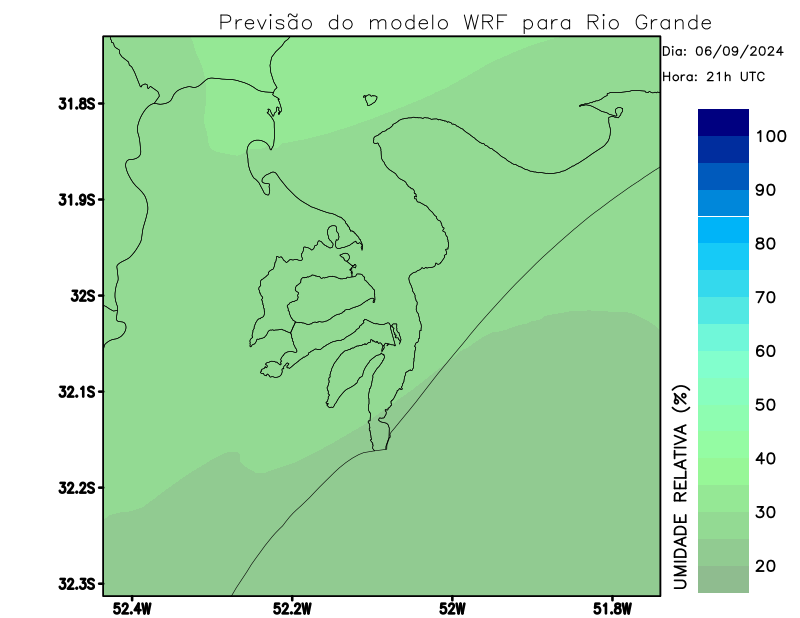 Previsão do modelo WRF para Rio Grande
Dia: 06/09/2024
Hora: 21h UTC
31.8S
31.9S
32S
32.1S
32.2S
32.3S
52.4W
52.2W
52W
51.8W
100
90
80
70
60
50
40
30
20
UMIDADE RELATIVA (%)